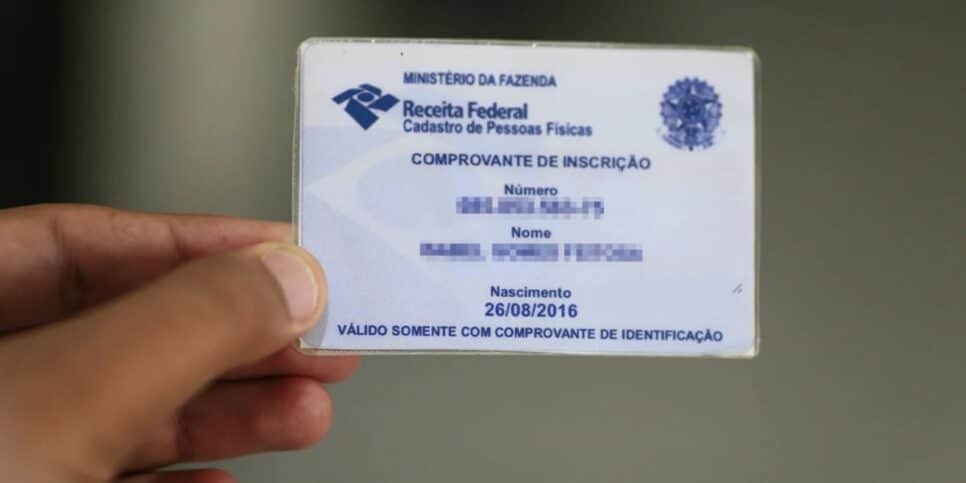 MINISTÉRIO DA FAZENDA
Receita Federal
Cadastro de Pessoas Físicas
COMPROVANTE DE INSCRIÇÃO
Número
Nome
Nascimento
26/08/2016
VÁLIDO SOMENTE COM COMPROVANTE DE IDENTIFICAÇÃO